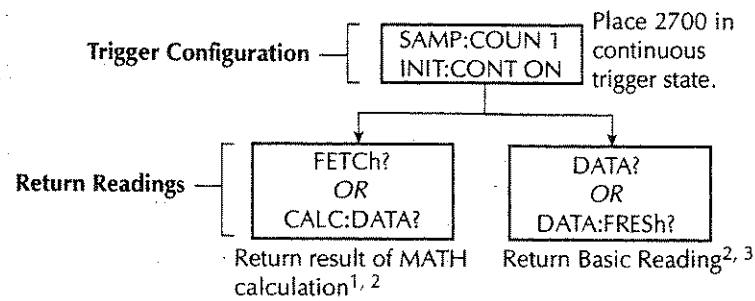 Trigger Configuration
SAMP:COUN 1
INIT:CONT ON
Place 2700 in
continuous
trigger state.
Return Readings
FETCh?
OR
CALC:DATA?
DATA?
OR
DATA:FRESh?
Return result of MATH
calculation1, 2
Return Basic Reading2, 3